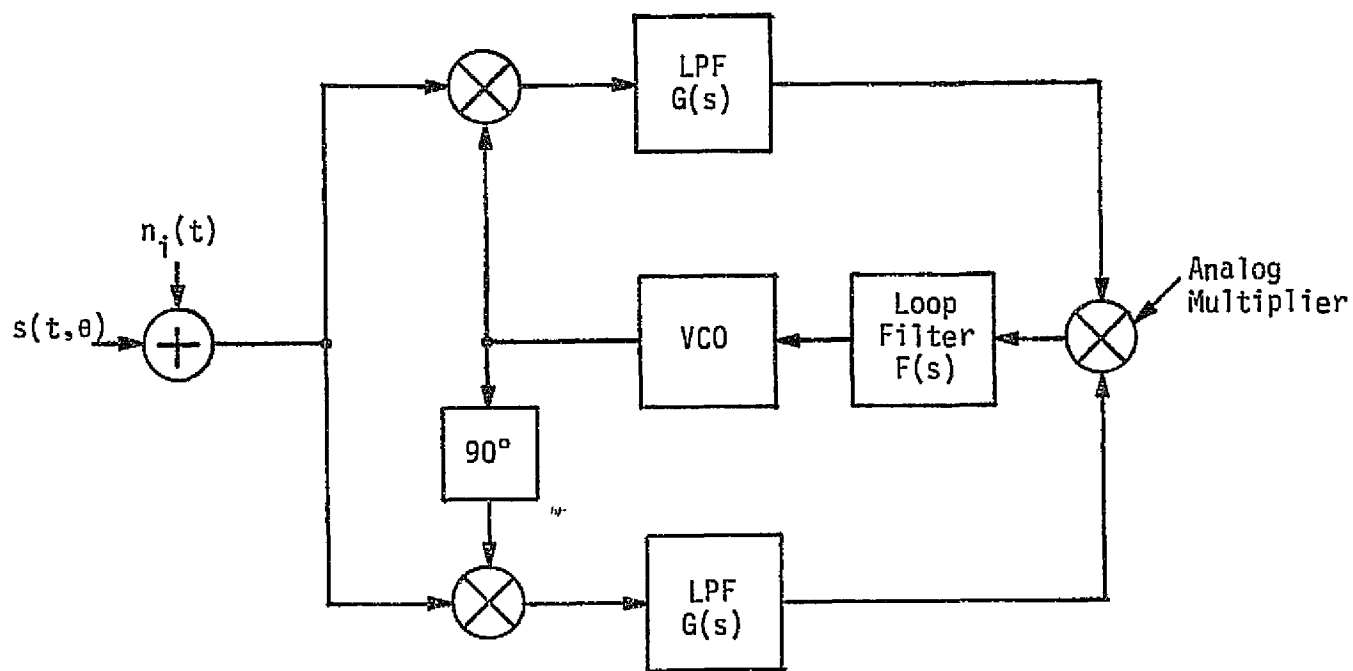 LPF
G(s)
n_i(t)
s(t,θ)
VCO
Loop
Filter
F(s)
Analog
Multiplier
90°
LPF
G(s)